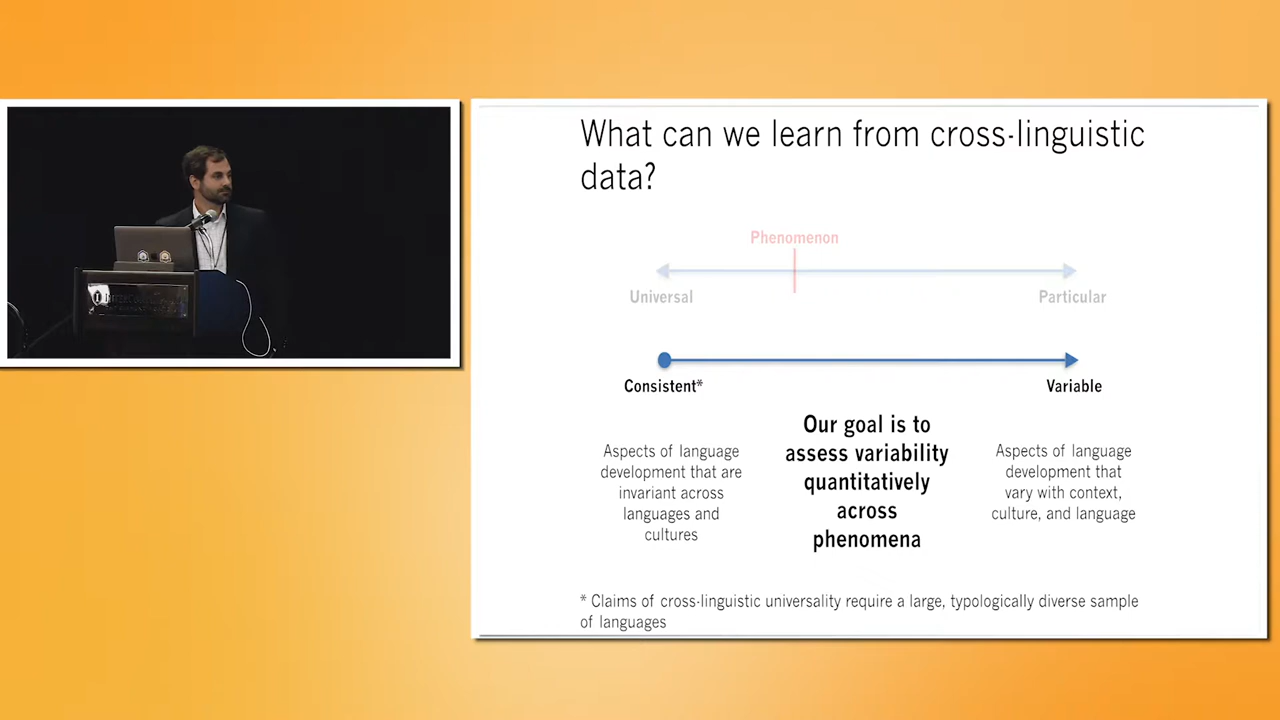 What can we learn from cross-linguistic
data?
Phenomenon
Universal
Particular
Consistent*
Variable
Aspects of language
development that are
invariant across
languages and
cultures
Our goal is to
assess variability
quantitatively
across
phenomena
Aspects of language
development that
vary with context,
culture, and language
* Claims of cross-linguistic universality require a large, typologically diverse sample
of languages